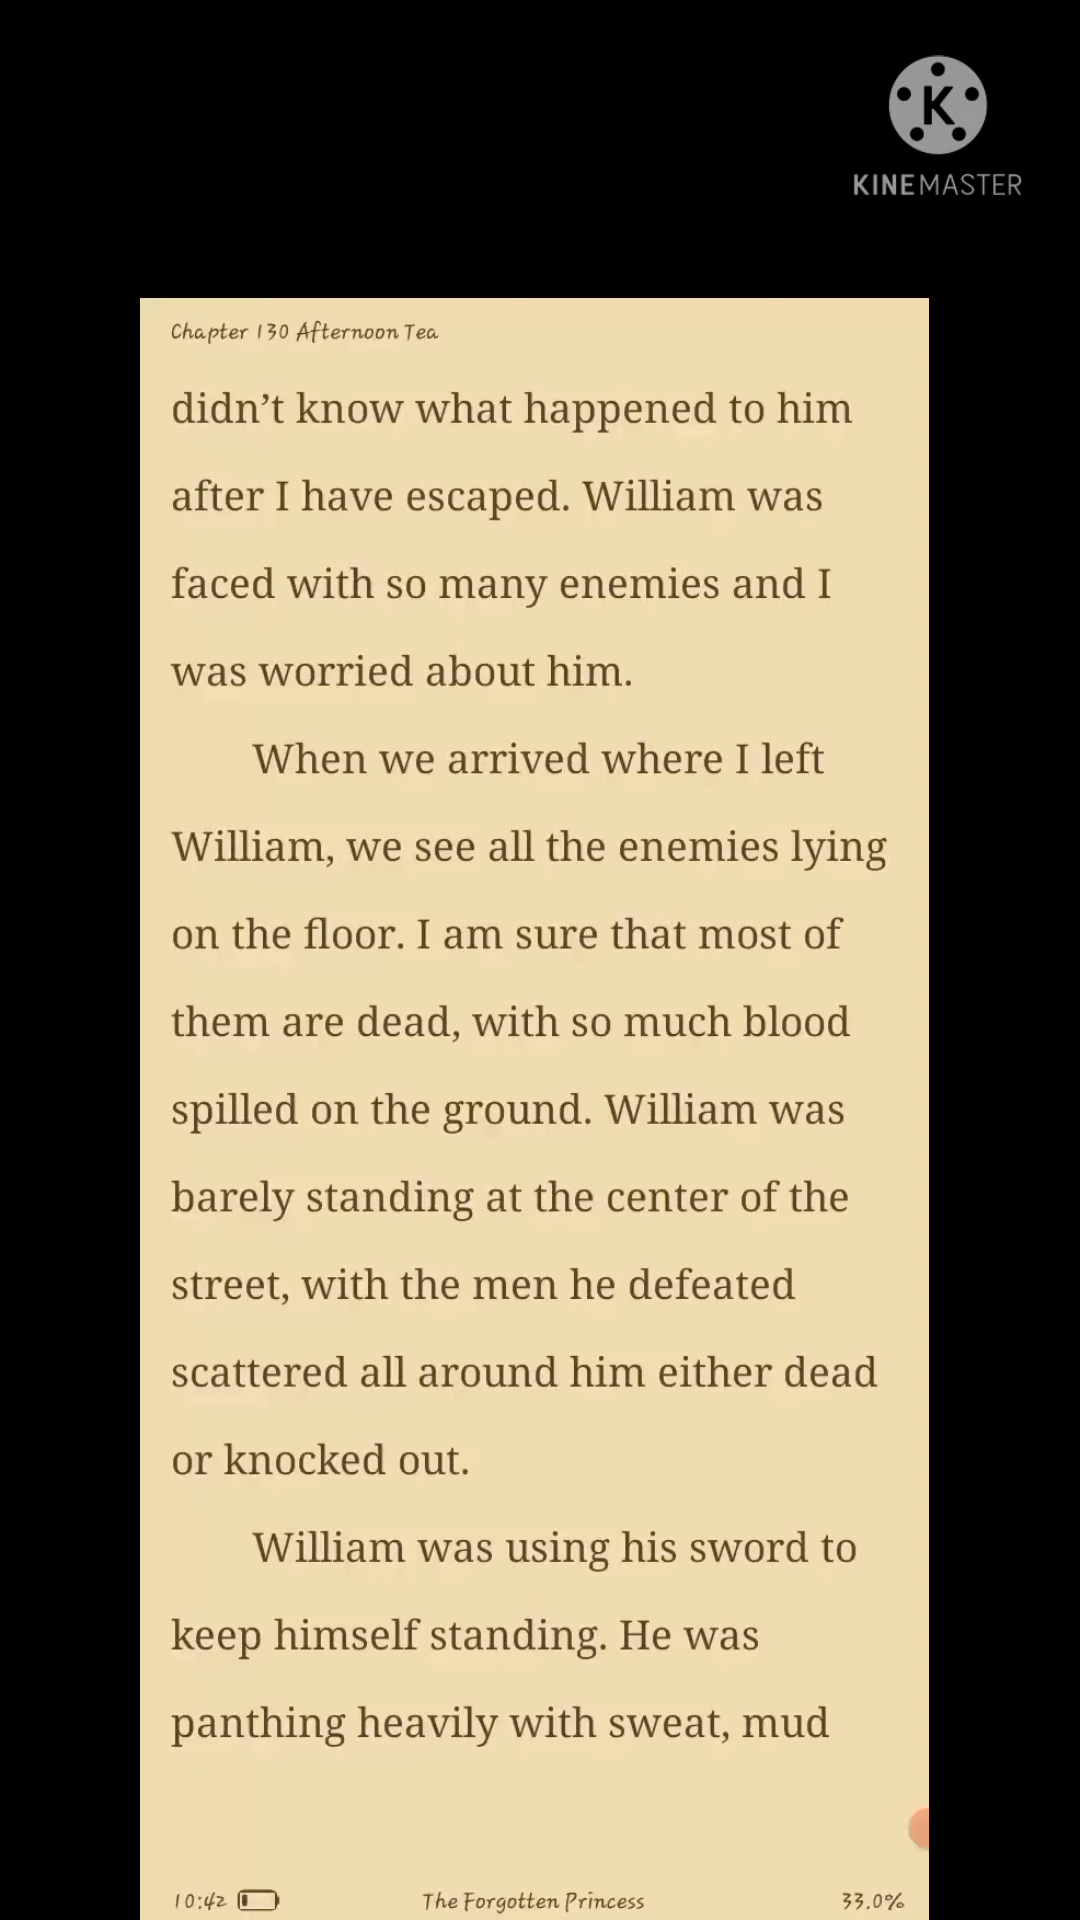 K
KINEMASTER
Chapter 130 Afternoon Tea
didn’t know what happened to him
after I have escaped. William was
faced with so many enemies and I
was worried about him.
When we arrived where I left
William, we see all the enemies lying
on the floor. I am sure that most of
them are dead, with so much blood
spilled on the ground. William was
barely standing at the center of the
street, with the men he defeated
scattered all around him either dead
or knocked out.
William was using his sword to
keep himself standing. He was
panthing heavily with sweat, mud
10:42 The Forgotten Princess 33.0%